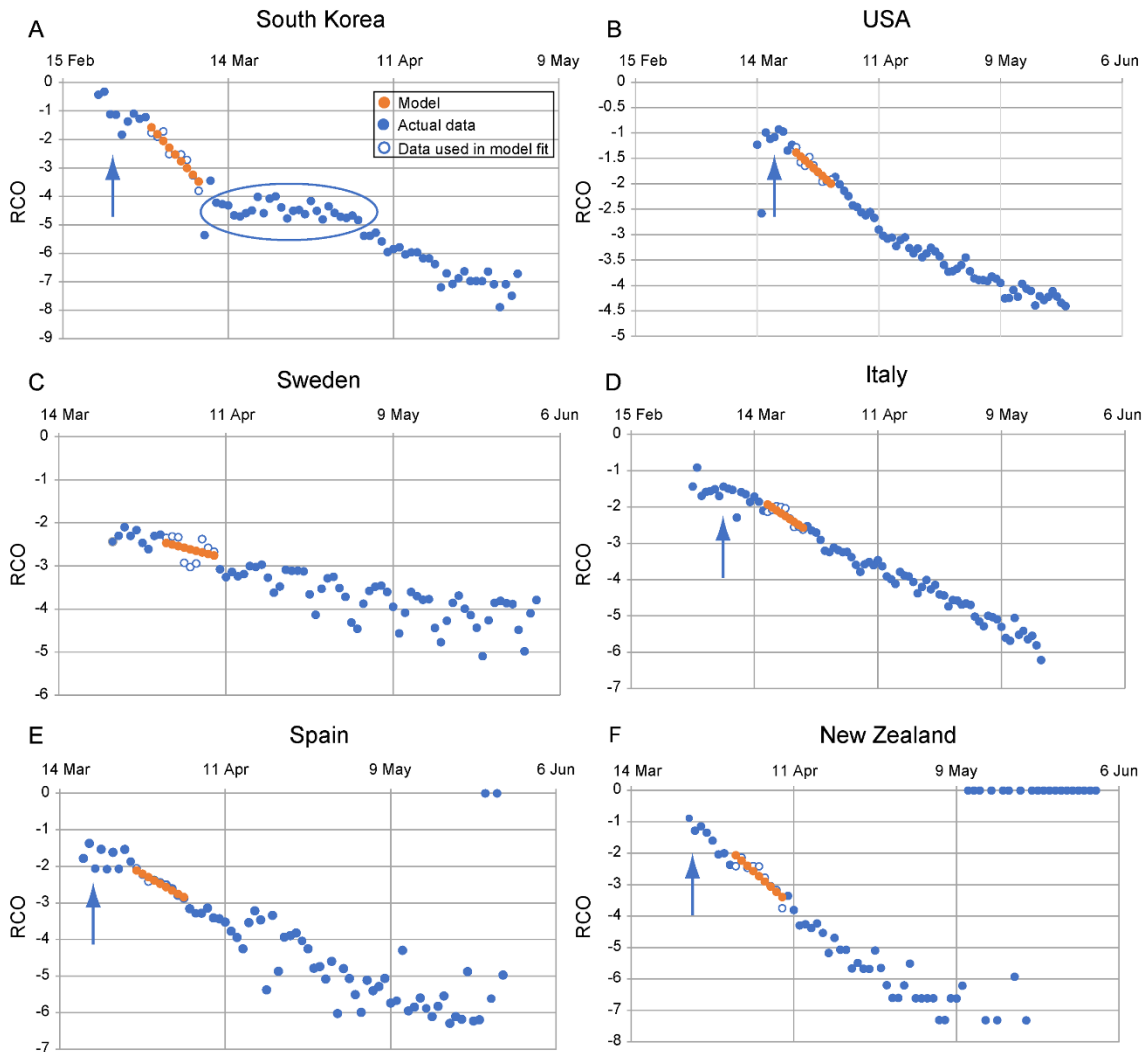 A
South Korea
15 Feb 14 Mar 11 Apr 9 May
0
-1
-2
-3
-4
-5
-6
-7
-8
-9
RCO
Model
Actual data
Data used in model fit
B
USA
15 Feb 14 Mar 11 Apr 9 May 6 Jun
0
-0.5
-1
-1.5
-2
-2.5
-3
-3.5
-4
-4.5
-5
RCO
C
Sweden
14 Mar 11 Apr 9 May 6 Jun
0
-1
-2
-3
-4
-5
-6
RCO
D
Italy
15 Feb 14 Mar 11 Apr 9 May 6 Jun
0
-1
-2
-3
-4
-5
-6
-7
RCO
E
Spain
14 Mar 11 Apr 9 May 6 Jun
0
-1
-2
-3
-4
-5
-6
-7
RCO
F
New Zealand
14 Mar 11 Apr 9 May 6 Jun
0
-1
-2
-3
-4
-5
-6
-7
-8
RCO